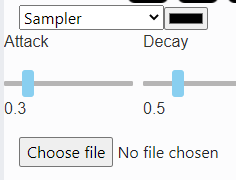 Sampler
Attack Decay
0.3 0.5
Choose file No file chosen